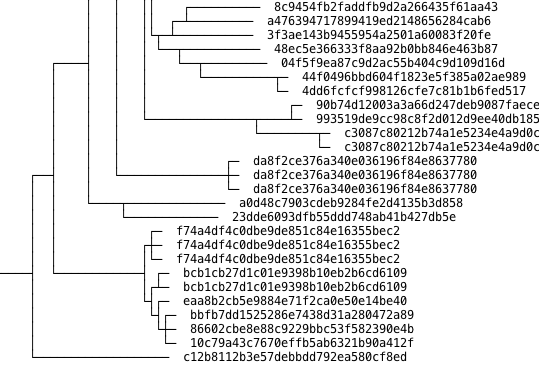 8c9454fb2faddfb9d2a266435f61aa43
a476394717899419ed2148656284cab6
3f3ae143b9455954a2501a60083f20fe
48ec5e366333f8aa92b0bb846e463b87
04f5f9ea87c9d2ac55b404c9d109d16d
44f0496bbd604f1823e5f385a02ae989
4dd6fcfcf998126cfe7c81b1b6fed517
90b74d12003a3a66d247deb9087faece
993519de9cc98c8f2d012d9ee40db185
c3087c80212b74a1e5234e4a9d0c
c3087c80212b74a1e5234e4a9d0c
da8f2ce376a340e036196f84e8637780
da8f2ce376a340e036196f84e8637780
da8f2ce376a340e036196f84e8637780
a0d48c7903cdeb9284fe2d4135b3d858
23dde6093dfb55ddd748ab41b427db5e
f74a4df4c0dbe9de851c84e16355bec2
f74a4df4c0dbe9de851c84e16355bec2
f74a4df4c0dbe9de851c84e16355bec2
bcb1cb27d1c01e9398b10eb2b6cd6109
bcb1cb27d1c01e9398b10eb2b6cd6109
eaa8b2cb5e9884e71f2ca0e50e14be40
bbfb7dd1525286e7438d31a280472a89
86602cbe8e88c9229bbc53f582390e4b
10c79a43c7670effb5ab6321b90a412f
c12b8112b3e57debbdd792ea580cf8ed